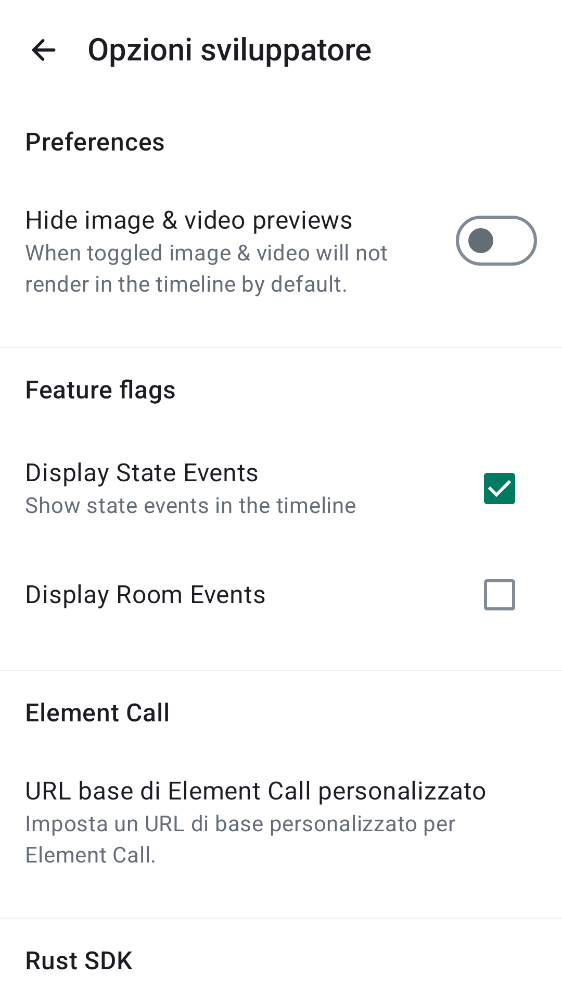 Opzioni sviluppatore
Preferences
Hide image & video previews
When toggled image & video will not
render in the timeline by default.
Feature flags
Display State Events
Show state events in the timeline
Display Room Events
Element Call
URL base di Element Call personalizzato
Imposta un URL di base personalizzato per
Element Call.
Rust SDK